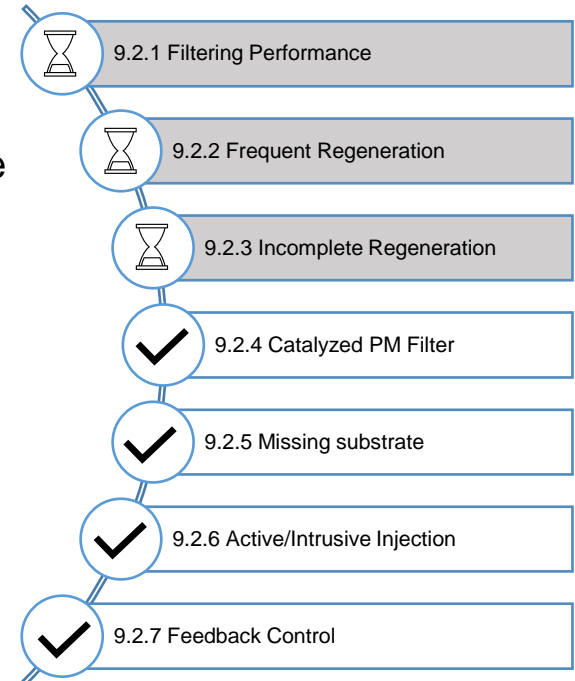 9.2.1 Filtering Performance
9.2.2 Frequent Regeneration
e
9.2.3 Incomplete Regeneration
9.2.4 Catalyzed PM Filter
9.2.5 Missing substrate
9.2.6 Active/Intrusive Injection
9.2.7 Feedback Control